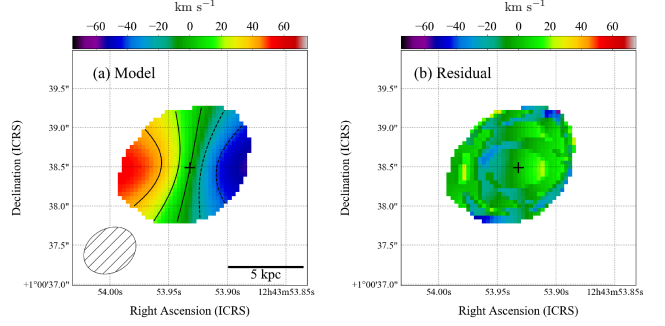 km s⁻¹
−60 −40 −20 0 20 40 60
(a) Model
39.5"
39.0"
38.5"
38.0"
37.5"
+1°00'37.0"
Declination (ICRS)
5 kpc
54.00s 53.95s 53.90s 12h43m53.85s
Right Ascension (ICRS)
km s⁻¹
−60 −40 −20 0 20 40 60
(b) Residual
39.5"
39.0"
38.5"
38.0"
37.5"
+1°00'37.0"
Declination (ICRS)
54.00s 53.95s 53.90s 12h43m53.85s
Right Ascension (ICRS)